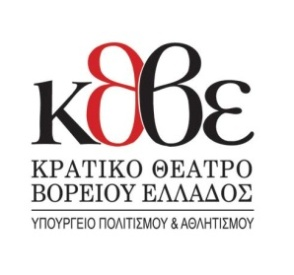 κθβε
ΚΡΑΤΙΚΟ ΘΕΑΤΡΟ
ΒΟΡΕΙΟΥ ΕΛΛΑΔΟΣ
ΥΠΟΥΡΓΕΙΟ ΠΟΛΙΤΙΣΜΟΥ & ΑΘΛΗΤΙΣΜΟΥ